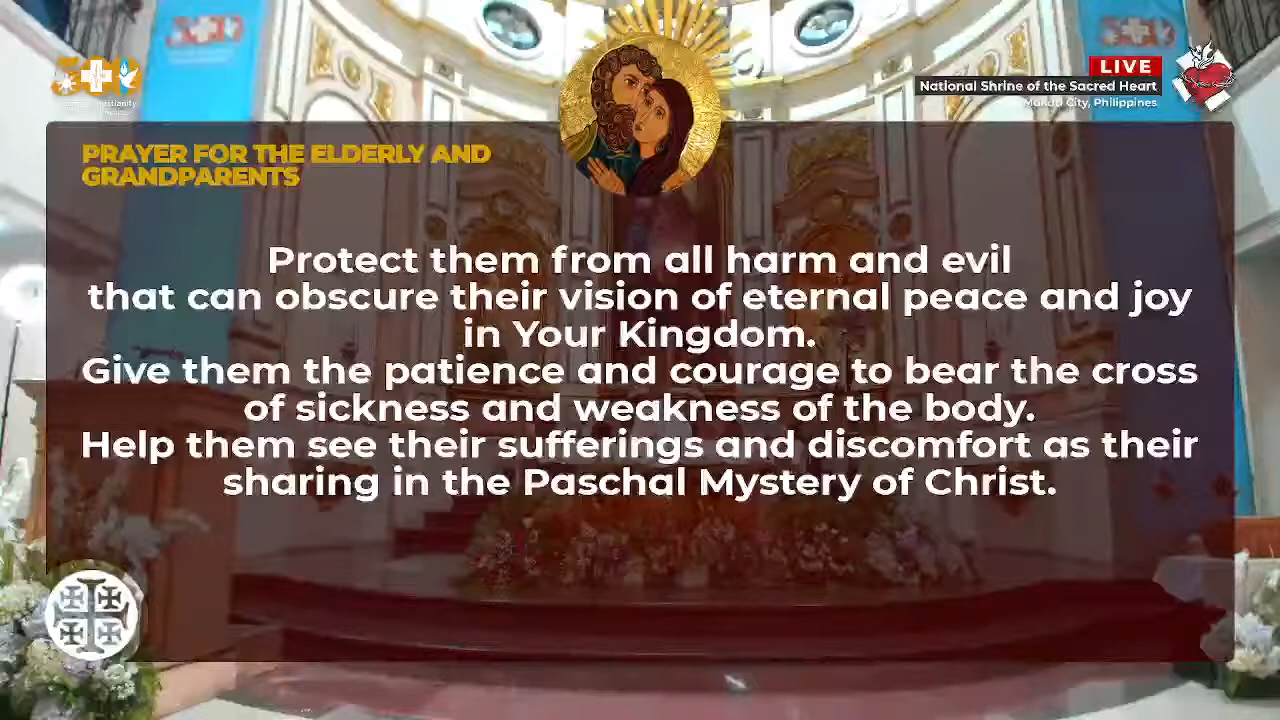 LIVE
National Shrine of the Sacred Heart
Makati City, Philippines
PRAYER FOR THE ELDERLY AND
GRANDPARENTS
Protect them from all harm and evil
that can obscure their vision of eternal peace and joy
in Your Kingdom.
Give them the patience and courage to bear the cross
of sickness and weakness of the body.
Help them see their sufferings and discomfort as their
sharing in the Paschal Mystery of Christ.